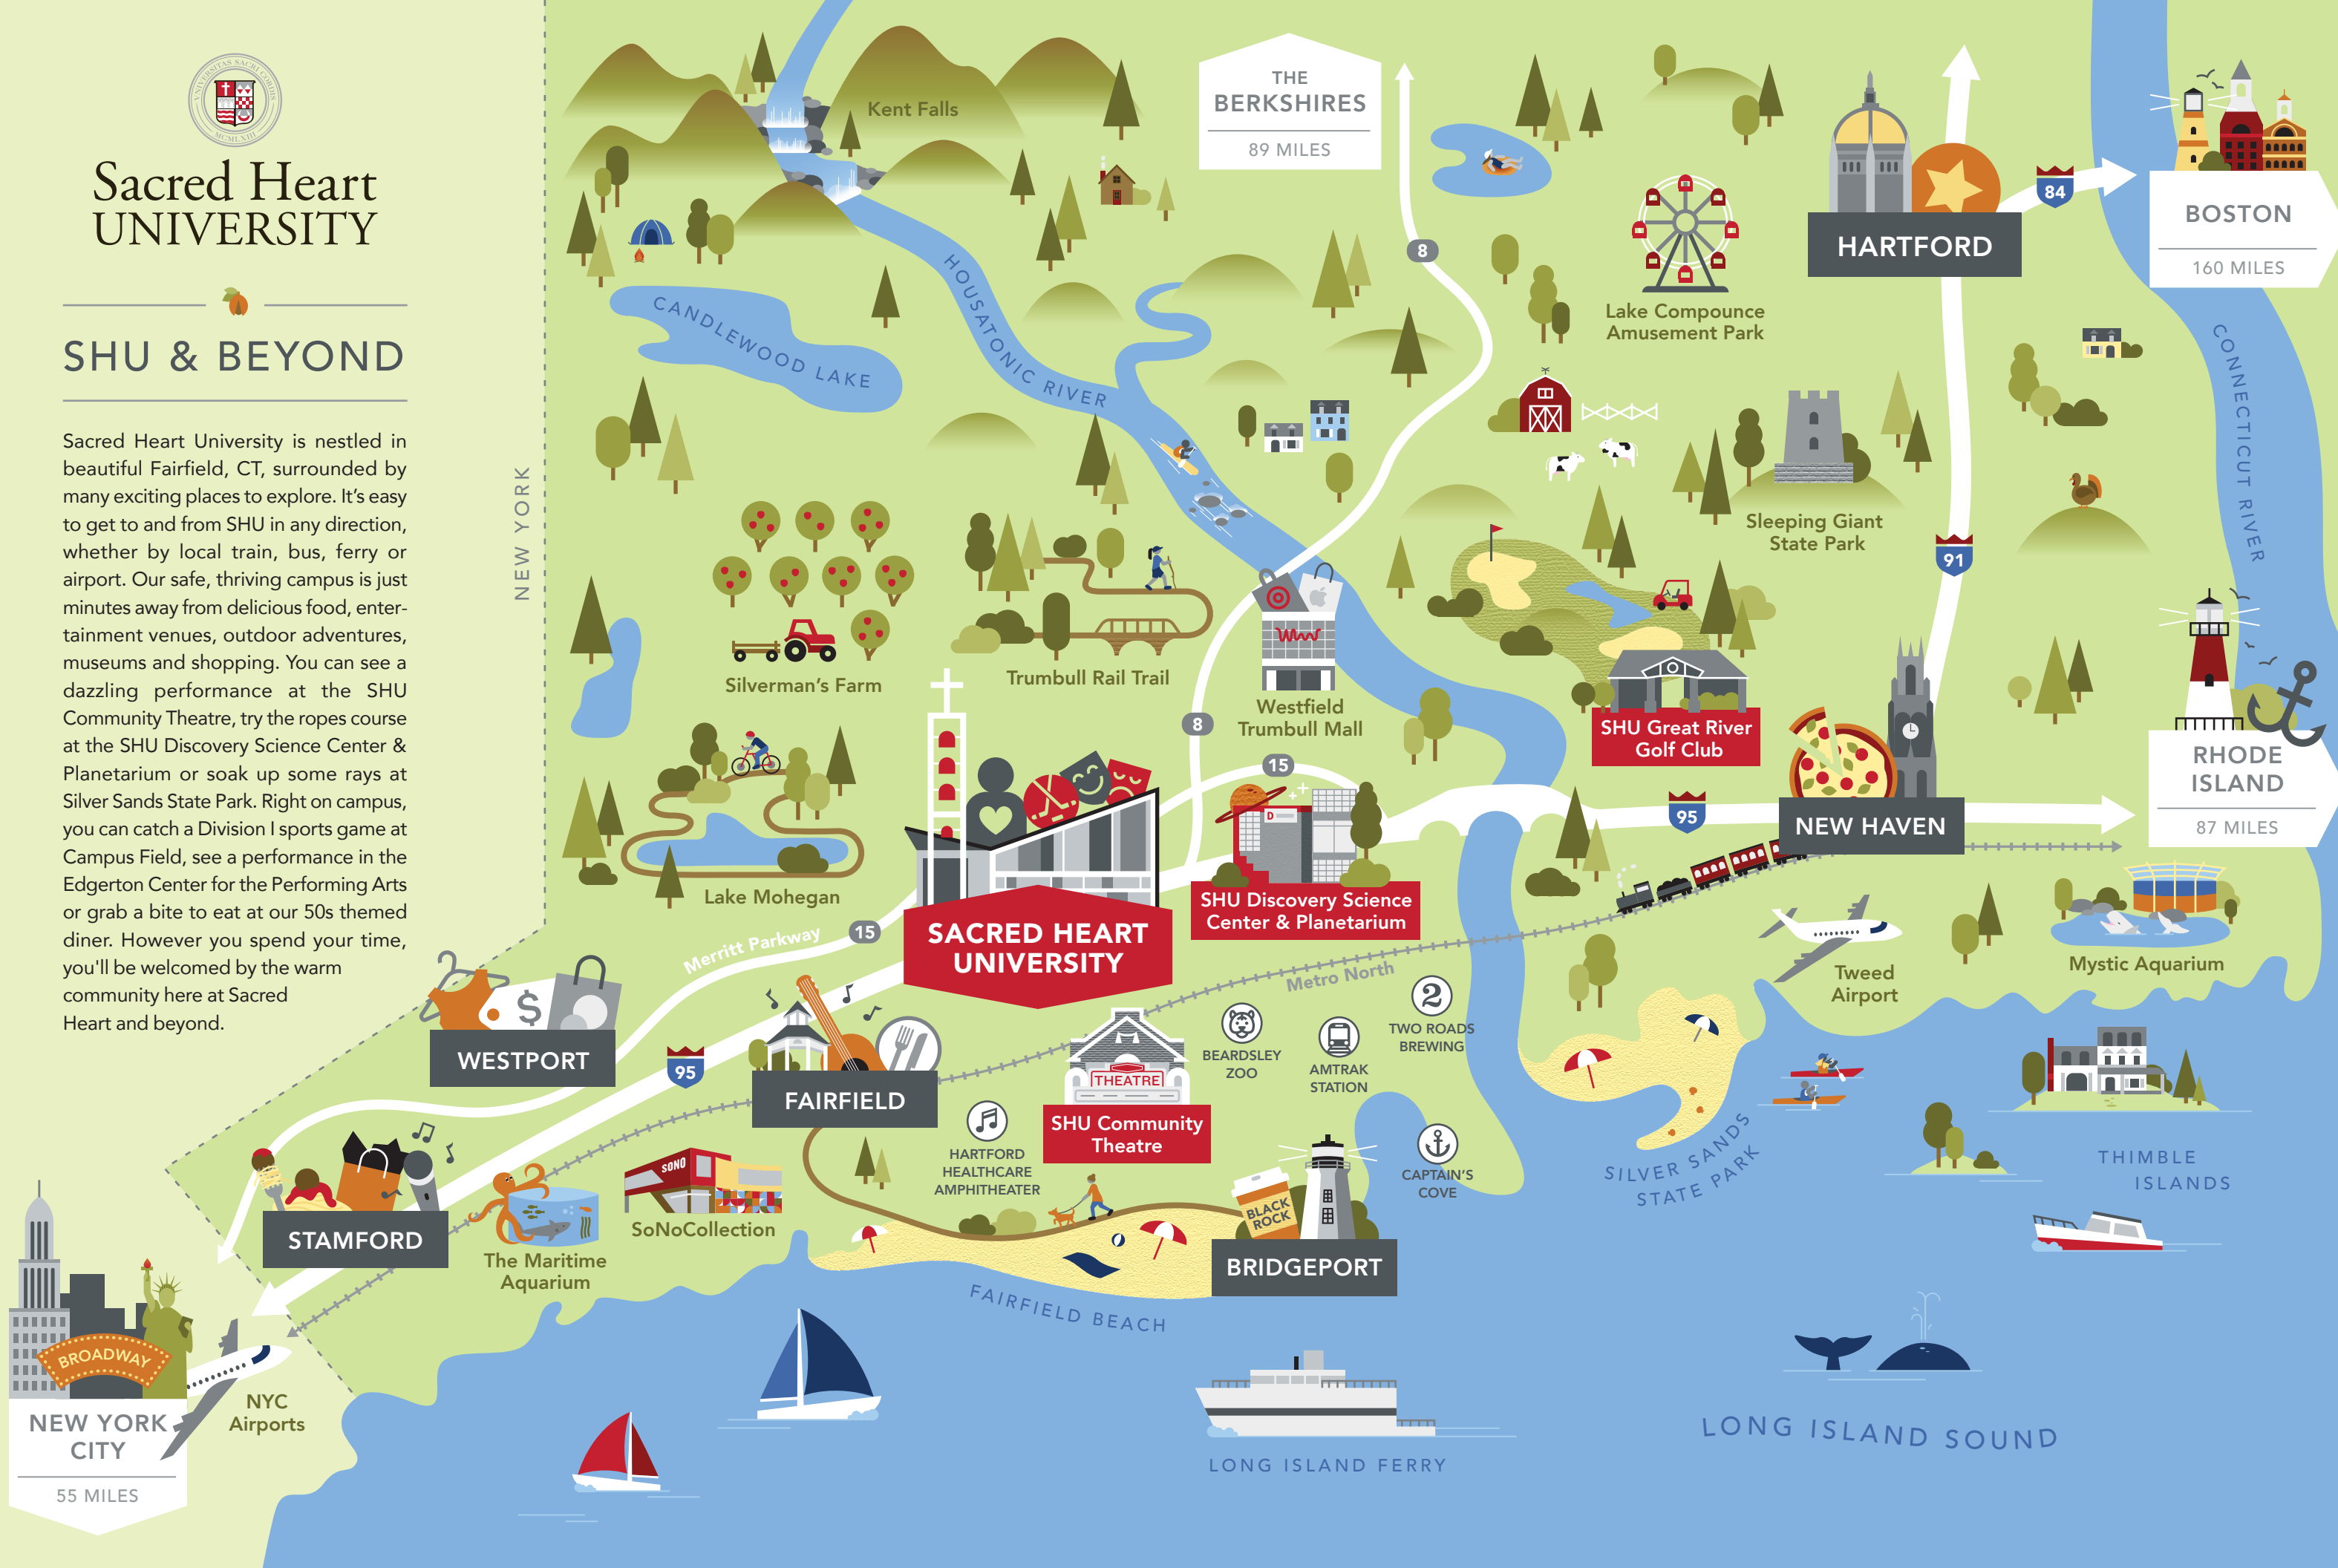 UNIVERSITAS SACRI CORDIS
MCMLXIII
Sacred Heart
UNIVERSITY
SHU & BEYOND
Sacred Heart University is nestled in
beautiful Fairfield, CT, surrounded by
many exciting places to explore. It’s easy
to get to and from SHU in any direction,
whether by local train, bus, ferry or
airport. Our safe, thriving campus is just
minutes away from delicious food, enter-
tainment venues, outdoor adventures,
museums and shopping. You can see a
dazzling performance at the SHU
Community Theatre, try the ropes course
at the SHU Discovery Science Center &
Planetarium or soak up some rays at
Silver Sands State Park. Right on campus,
you can catch a Division I sports game at
Campus Field, see a performance in the
Edgerton Center for the Performing Arts
or grab a bite to eat at our 50s themed
diner. However you spend your time,
you'll be welcomed by the warm
community here at Sacred
Heart and beyond.
NEW YORK
Kent Falls
THE
BERKSHIRES
89 MILES
8
HARTFORD
84
BOSTON
160 MILES
CANDLEWOOD LAKE
HOUSATONIC RIVER
Lake Compounce
Amusement Park
CONNECTICUT RIVER
Sleeping Giant
State Park
91
Silverman’s Farm
Trumbull Rail Trail
Westfield
Trumbull Mall
8
15
SHU Great River
Golf Club
RHODE
ISLAND
87 MILES
95
NEW HAVEN
Lake Mohegan
D
SHU Discovery Science
Center & Planetarium
SACRED HEART
UNIVERSITY
Merritt Parkway
15
Metro North
Tweed
Airport
Mystic Aquarium
$
WESTPORT
95
FAIRFIELD
THEATRE
SHU Community
Theatre
BEARDSLEY
ZOO
AMTRAK
STATION
2
TWO ROADS
BREWING
HARTFORD
HEALTHCARE
AMPHITHEATER
CAPTAIN’S
COVE
SILVER SANDS
STATE PARK
THIMBLE
ISLANDS
STAMFORD
The Maritime
Aquarium
SONO
SoNoCollection
BLACK
ROCK
BRIDGEPORT
FAIRFIELD BEACH
BROADWAY
NEW YORK
CITY
55 MILES
NYC
Airports
LONG ISLAND FERRY
LONG ISLAND SOUND